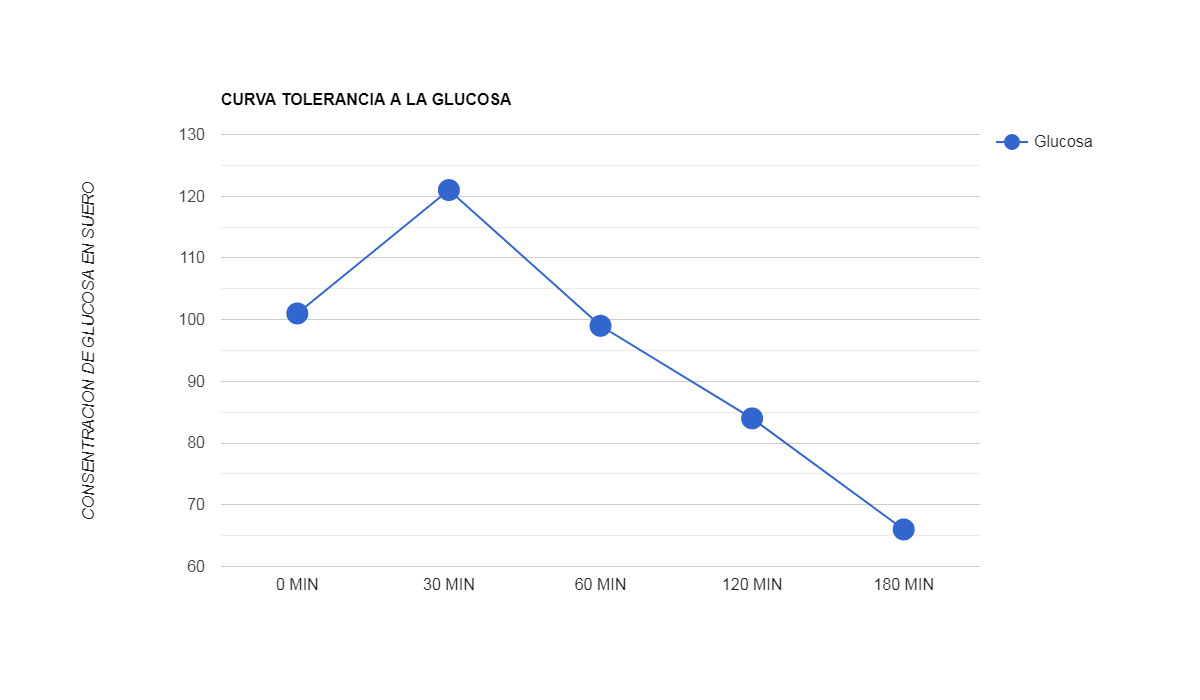 CURVA TOLERANCIA A LA GLUCOSA
Glucosa
CONSENTRACION DE GLUCOSA EN SUERO
130
120
110
100
90
80
70
60
0 MIN
30 MIN
60 MIN
120 MIN
180 MIN